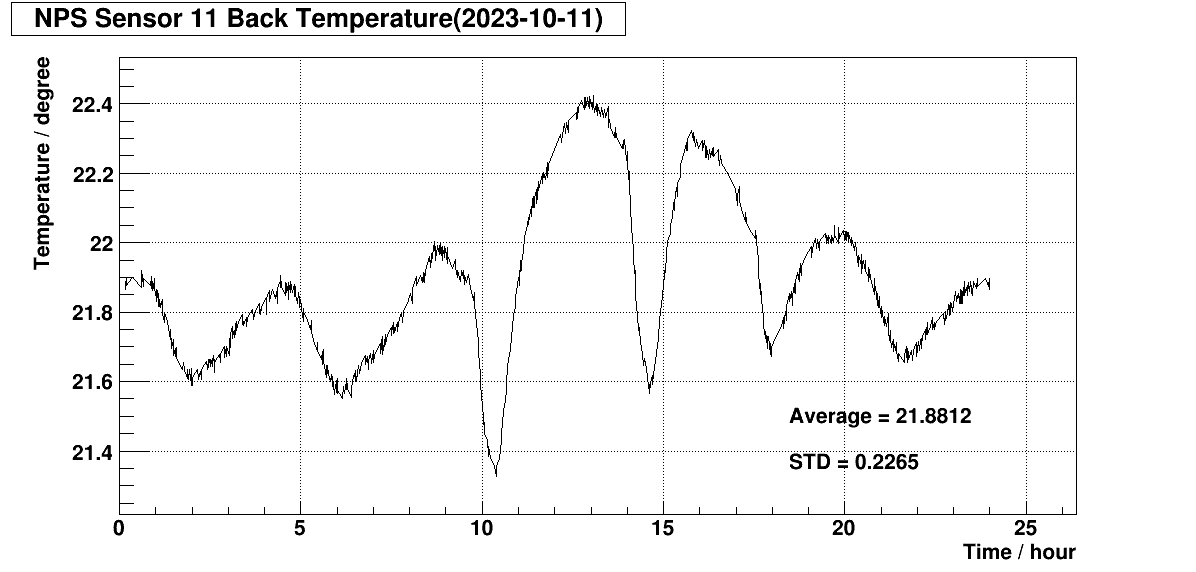 NPS Sensor 11 Back Temperature(2023-10-11)
Temperature / degree
22.4
22.2
22
21.8
21.6
21.4
Average = 21.8812
STD = 0.2265
0 5 10 15 20 25
Time / hour